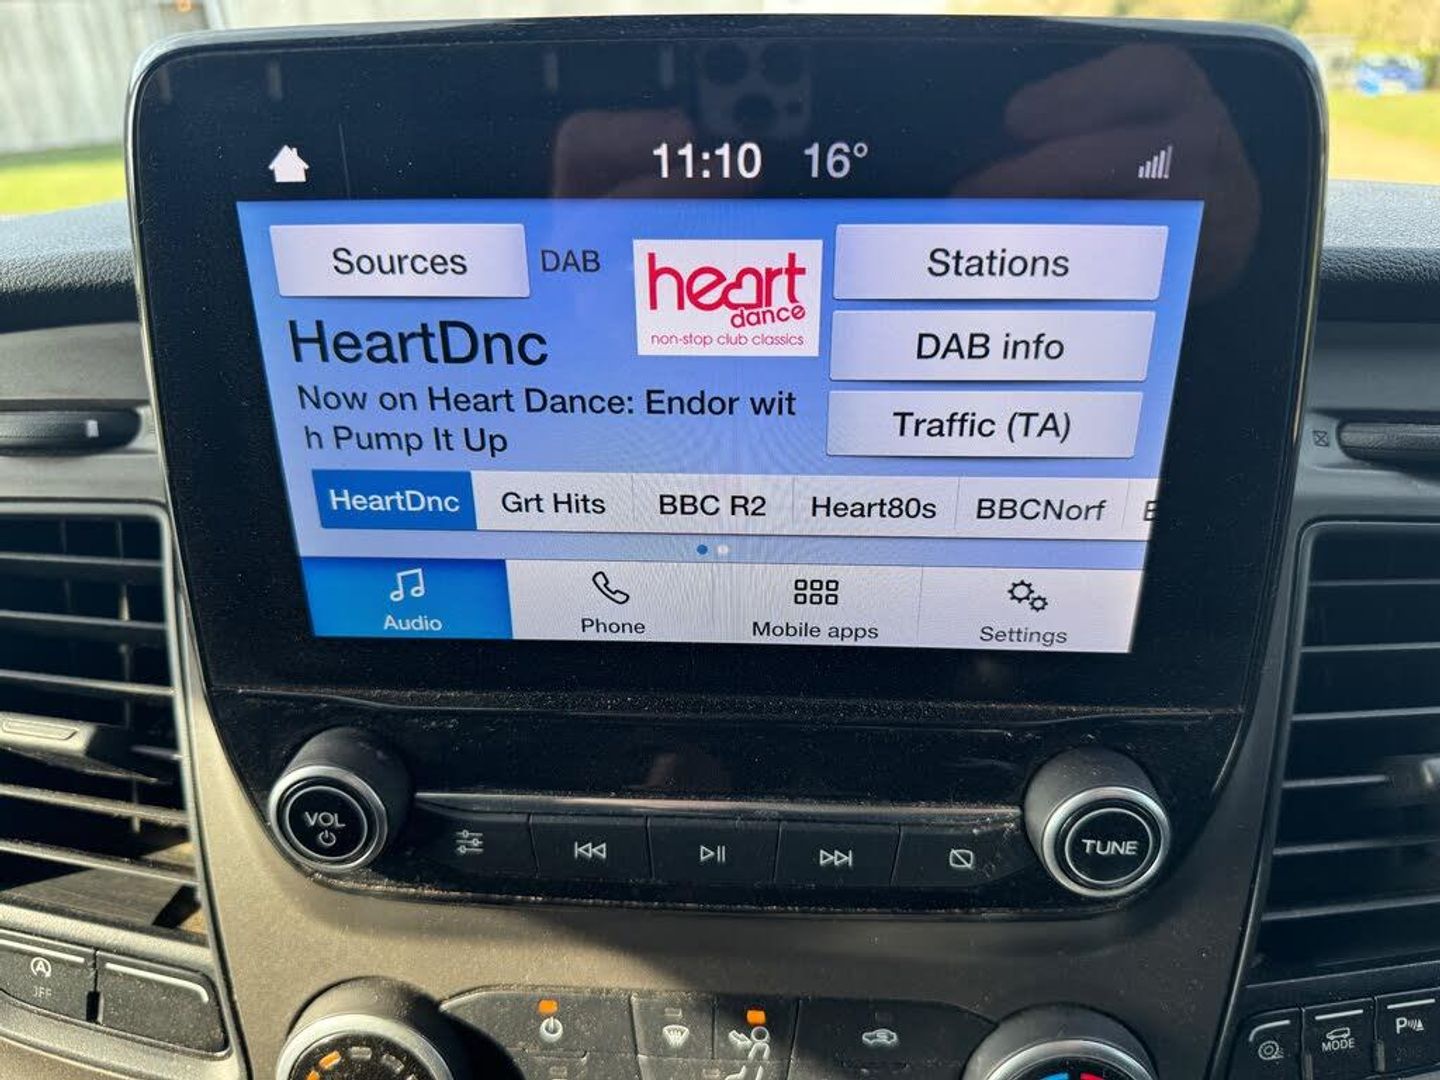 11:10 16°
Sources DAB
heart
dance
non-stop club classics
Stations
HeartDnc
DAB info
Now on Heart Dance: Endor wit
h Pump It Up
Traffic (TA)
HeartDnc Grt Hits BBC R2 Heart80s BBCNorf
Audio Phone Mobile apps Settings
VOL
TUNE
A
OFF
MODE
P